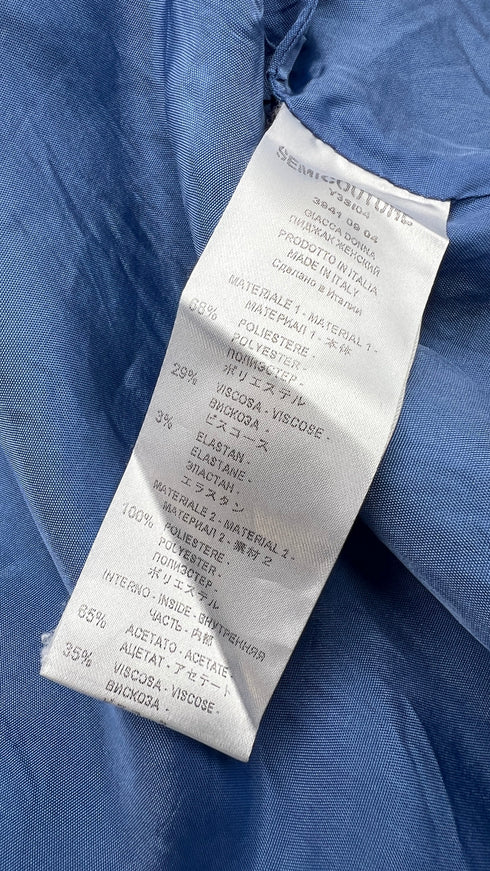 SEMICOUTURE
Y3SI04
3941 09 04
GIACCA DONNA
ПИДЖАК ЖЕНСКИЙ
PRODOTTO IN ITALIA
MADE IN ITALY
Сделано в Италии
MATERIALE 1 - MATERIAL 1 -
МАТЕРИАЛ 1 - 本体
68% POLIESTERE -
POLYESTER -
ПОЛИЭСТЕР -
ポリエステル
29% VISCOSA - VISCOSE -
ВИСКОЗА -
ビスコース
3% ELASTAN -
ELASTANE -
ЭЛАСТАН -
エラスタン
MATERIALE 2 - MATERIAL 2 -
МАТЕРИАЛ 2 - 素材2
100% POLIESTERE -
POLYESTER -
ПОЛИЭСТЕР -
ポリエステル
INTERNO - INSIDE - ВНУТРЕННЯЯ
ЧАСТЬ - 内側
65% ACETATO - ACETATE -
АЦЕТАТ - アセテート
35% VISCOSA - VISCOSE -
ВИСКОЗА -